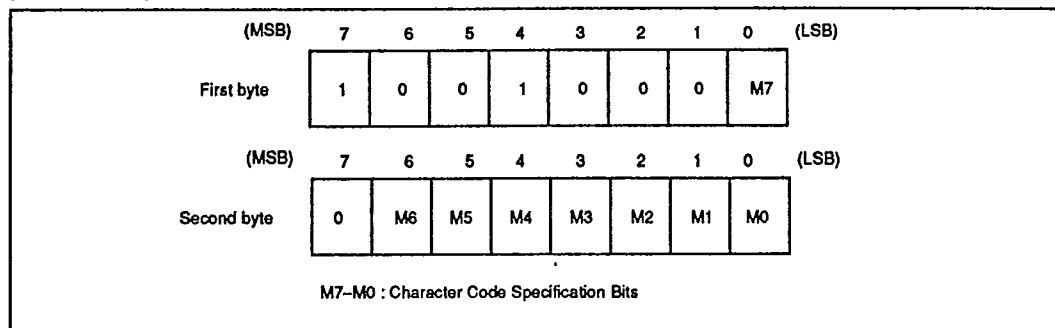 (MSB) 7 6 5 4 3 2 1 0 (LSB)
First byte 1 0 0 1 0 0 0 M7
(MSB) 7 6 5 4 3 2 1 0 (LSB)
Second byte 0 M6 M5 M4 M3 M2 M1 M0
M7–M0 : Character Code Specification Bits